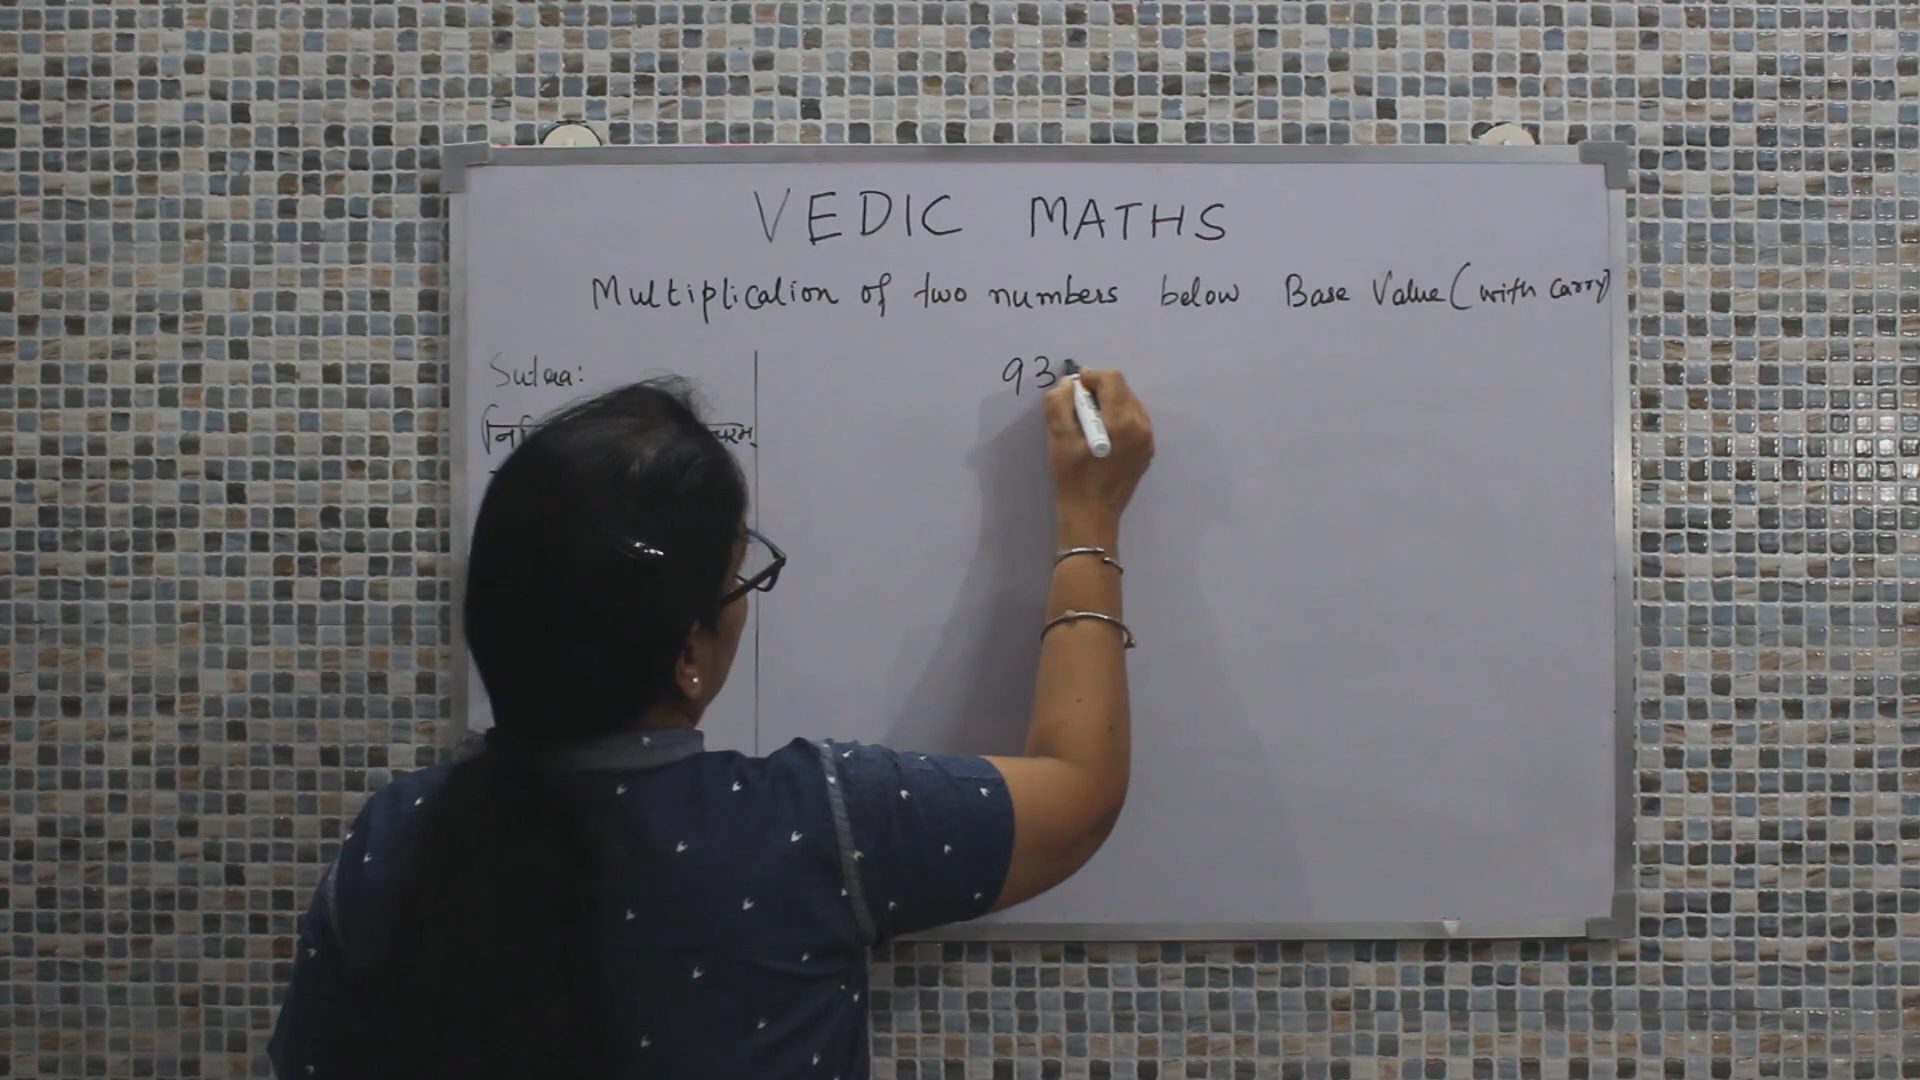 VEDIC MATHS
Multiplication of two numbers below Base Value (with carry)
Sutra:
93